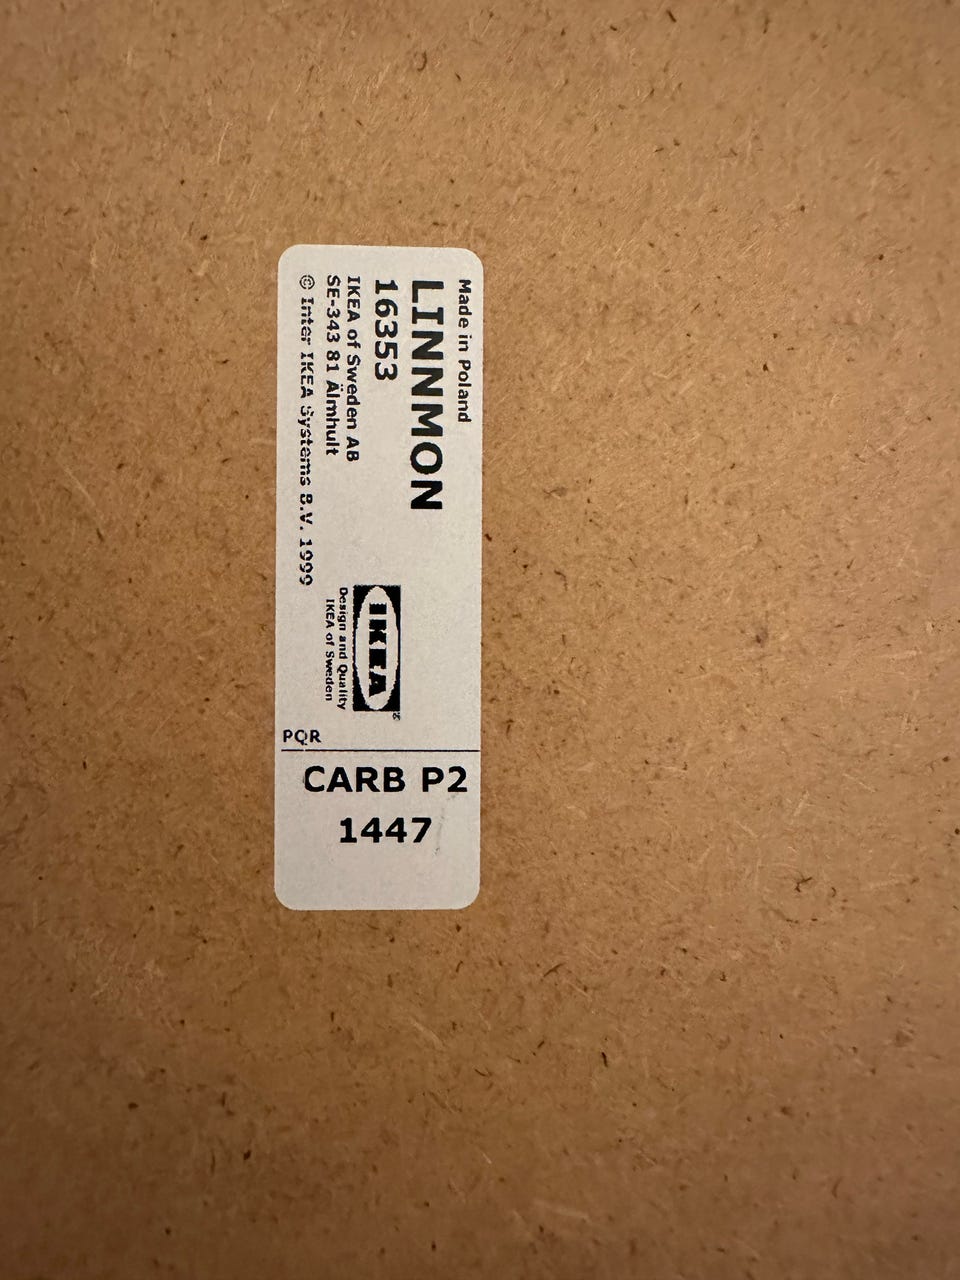 Made in Poland
LINNMON
16353
IKEA of Sweden AB
SE-343 81 Älmhult
© Inter IKEA Systems B.V. 1999
IKEA®
Design and Quality
IKEA of Sweden
PQR
CARB P2
1447